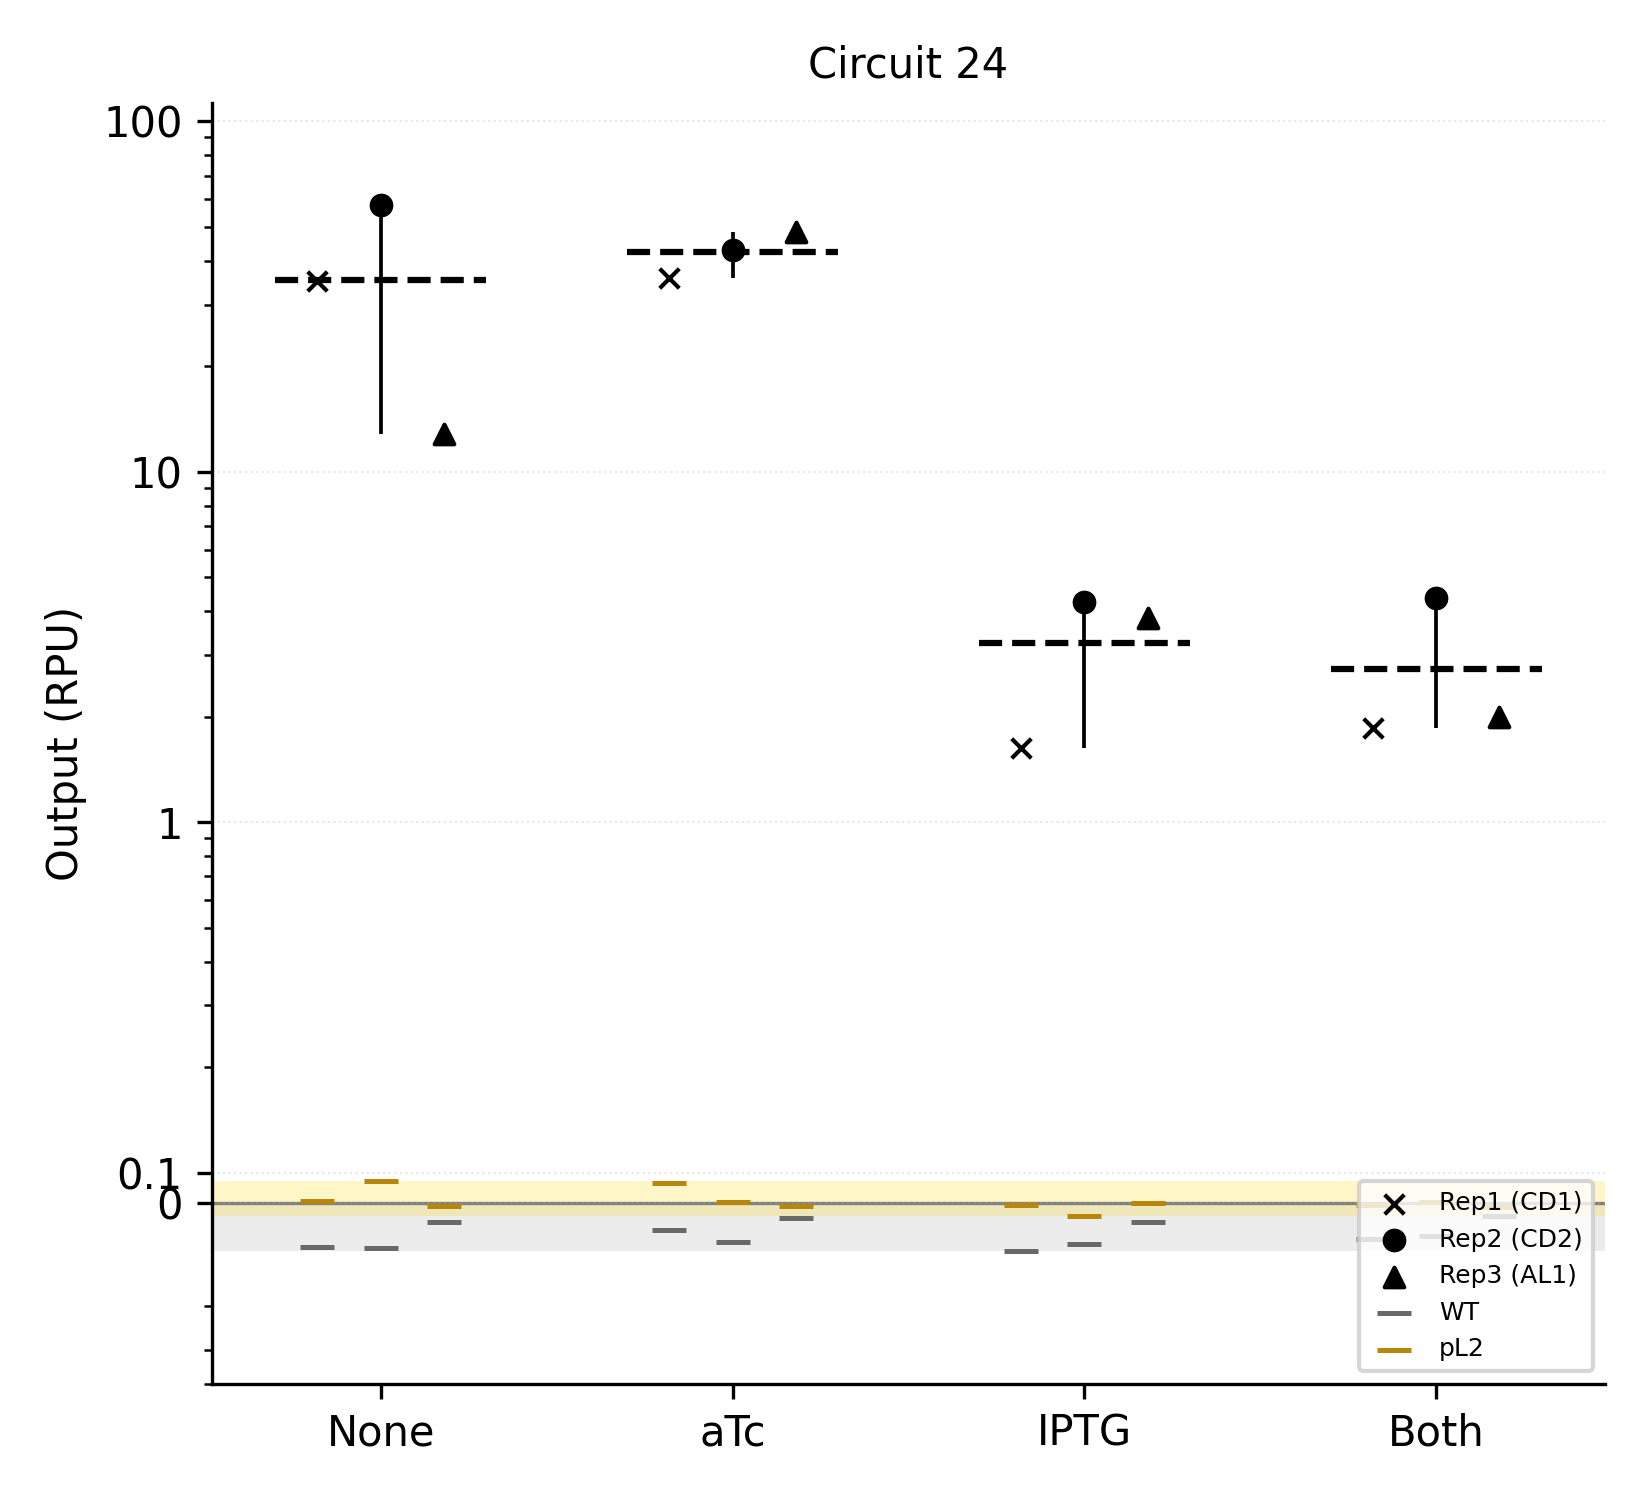 Circuit 24
Output (RPU)
100
10
1
0.1
0
None
aTc
IPTG
Both
Rep1 (CD1)
Rep2 (CD2)
Rep3 (AL1)
WT
pL2